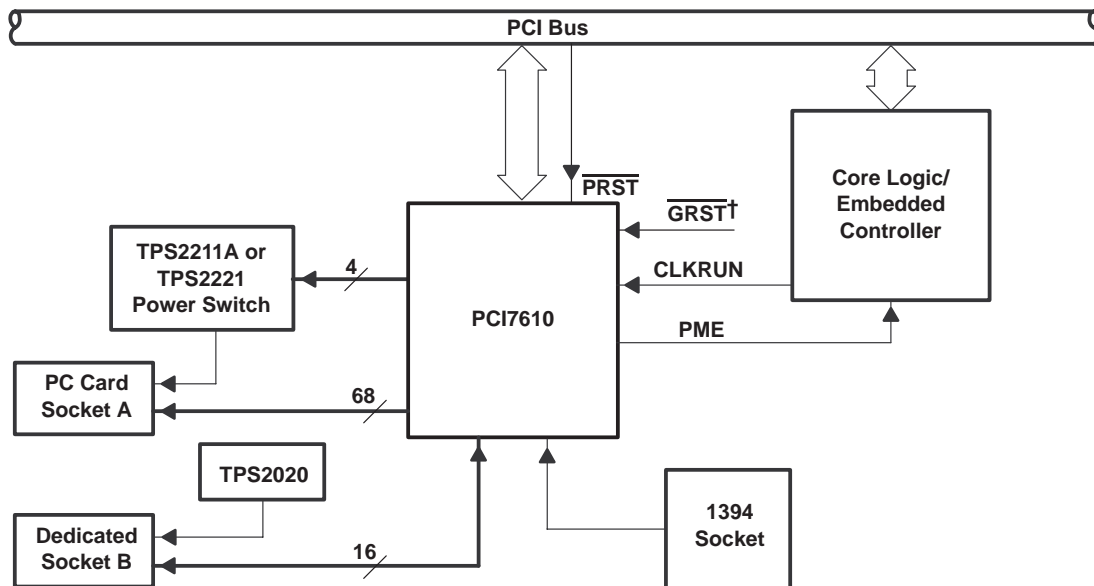 PCI Bus
PRST
GRST†
Core Logic/
Embedded
Controller
TPS2211A or
TPS2221
Power Switch
4
CLKRUN
PCI7610
PME
PC Card
Socket A
68
TPS2020
Dedicated
Socket B
16
1394
Socket